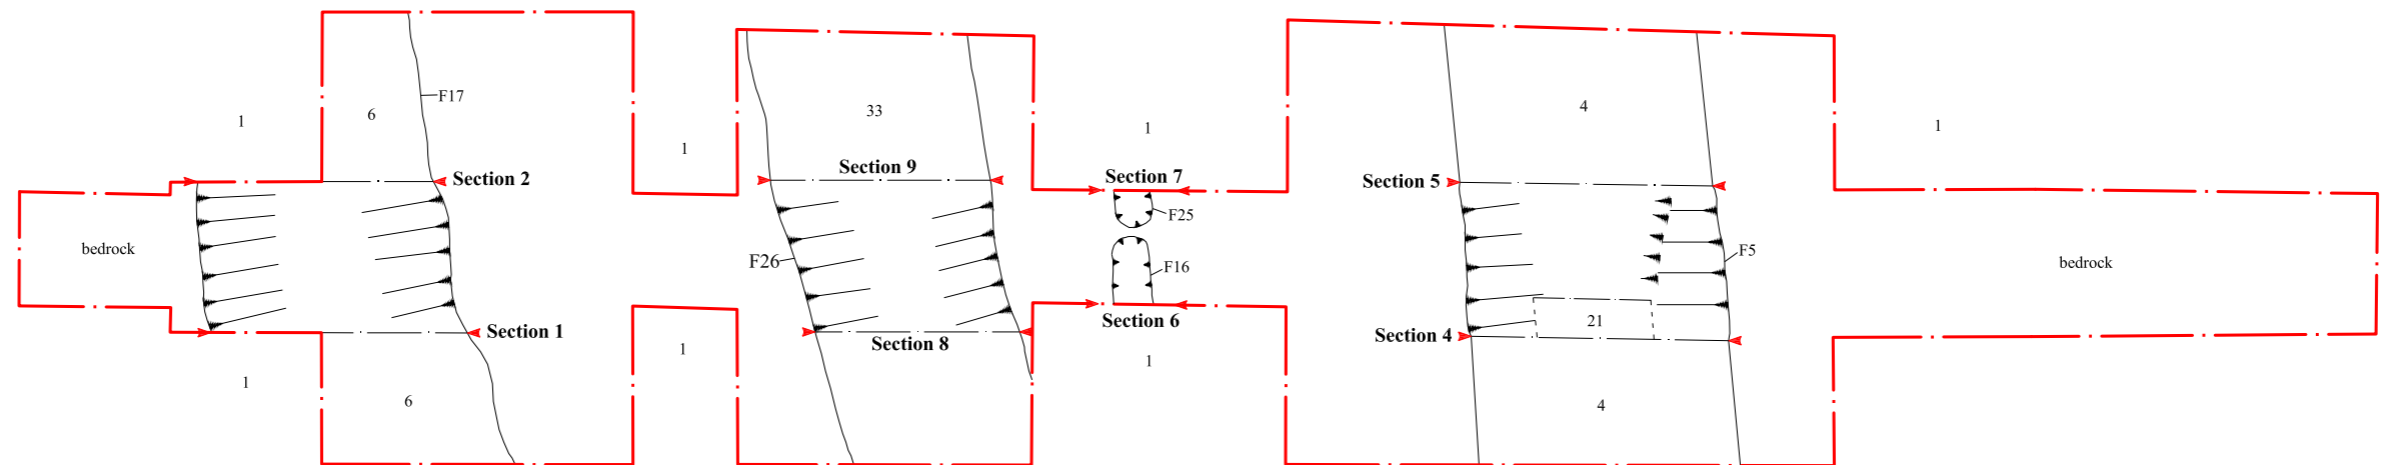 F17
33
4
6
1
1
1
1
Section 9
Section 7
Section 2
Section 5
F25
bedrock
F26
F16
F5
bedrock
Section 6
21
Section 1
Section 8
Section 4
1
1
1
6
4